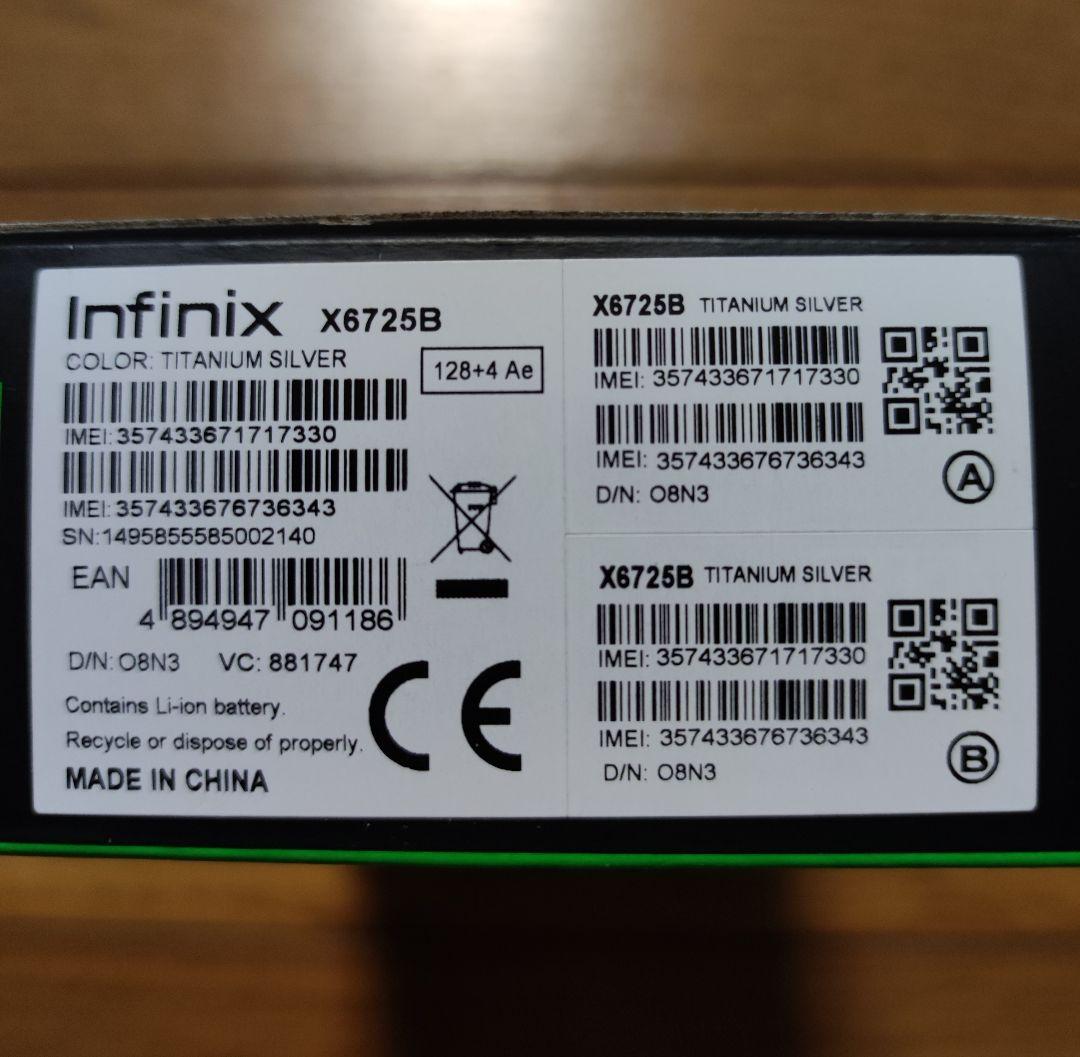 Infinix X6725B
COLOR: TITANIUM SILVER
128+4 Ae
IMEI: 357433671717330
IMEI: 357433676736343
SN:1495855585002140
EAN
4 894947 091186
D/N: O8N3 VC: 881747
Contains Li-ion battery.
Recycle or dispose of properly.
MADE IN CHINA
CE
X6725B TITANIUM SILVER
IMEI: 357433671717330
IMEI: 357433676736343
D/N: O8N3
A
X6725B TITANIUM SILVER
IMEI: 357433671717330
IMEI: 357433676736343
D/N: O8N3
B